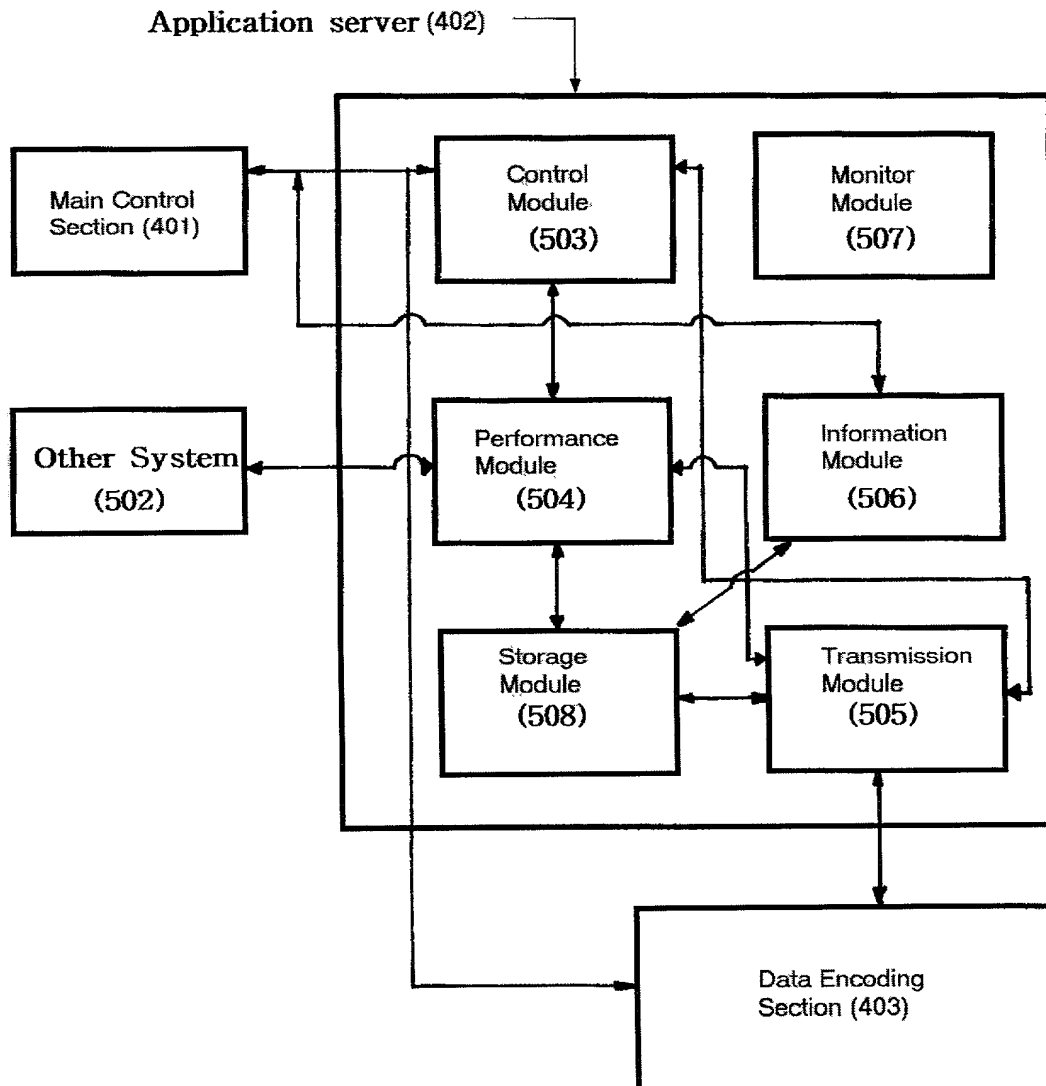 Application server (402)
Main Control
Section (401)
Control
Module
(503)
Monitor
Module
(507)
Other System
(502)
Performance
Module
(504)
Information
Module
(506)
Storage
Module
(508)
Transmission
Module
(505)
Data Encoding
Section (403)